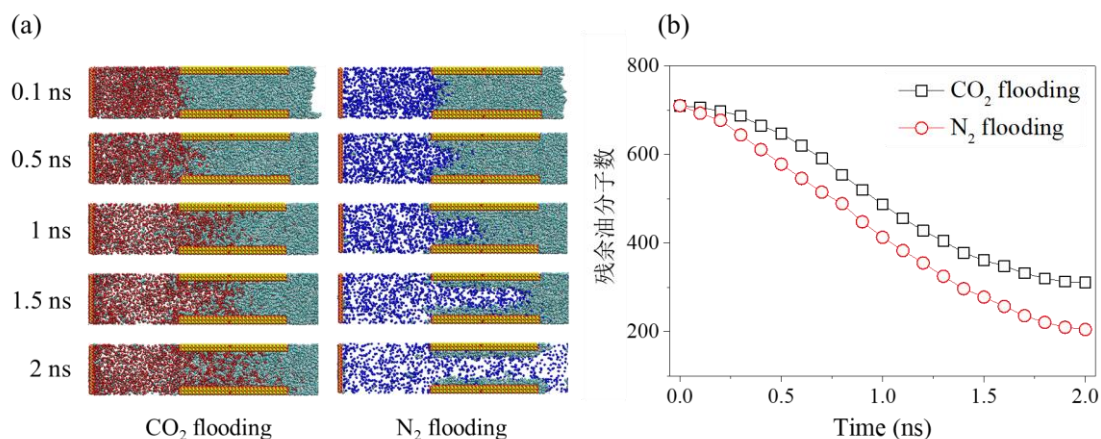 (a)
0.1 ns
0.5 ns
1 ns
1.5 ns
2 ns
CO₂ flooding
N₂ flooding
(b)
800
600
400
200
残余油分子数
CO₂ flooding
N₂ flooding
0.0
0.5
1.0
1.5
2.0
Time (ns)